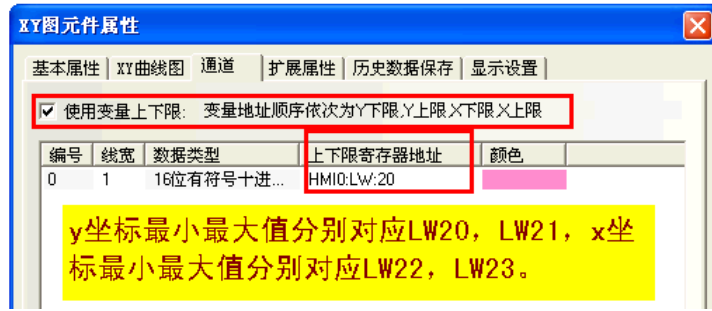 XY图元件属性
基本属性 XY曲线图 通道 扩展属性 历史数据保存 显示设置
使用变量上下限: 变量地址顺序依次为Y下限,Y上限,X下限,X上限
编号 线宽 数据类型 上下限寄存器地址 颜色
0 1 16位有符号十进... HMI0:LW:20
y坐标最小最大值分别对应LW20，LW21，x坐
标最小最大值分别对应LW22，LW23。